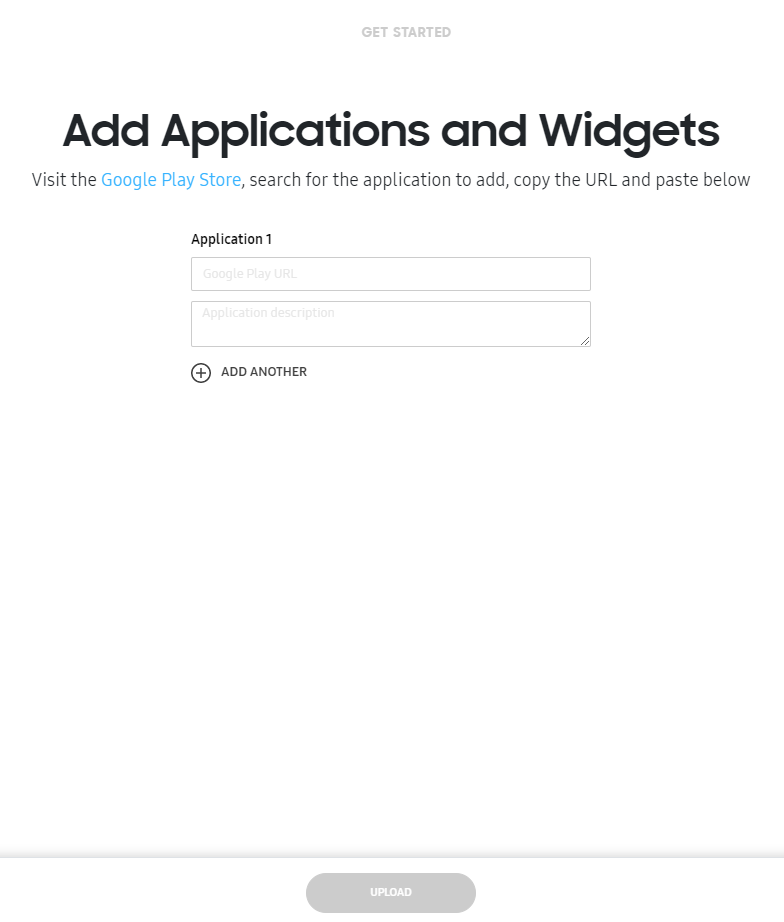 GET STARTED
Add Applications and Widgets
Visit the Google Play Store, search for the application to add, copy the URL and paste below
Application 1
Google Play URL
Application description
ADD ANOTHER
UPLOAD